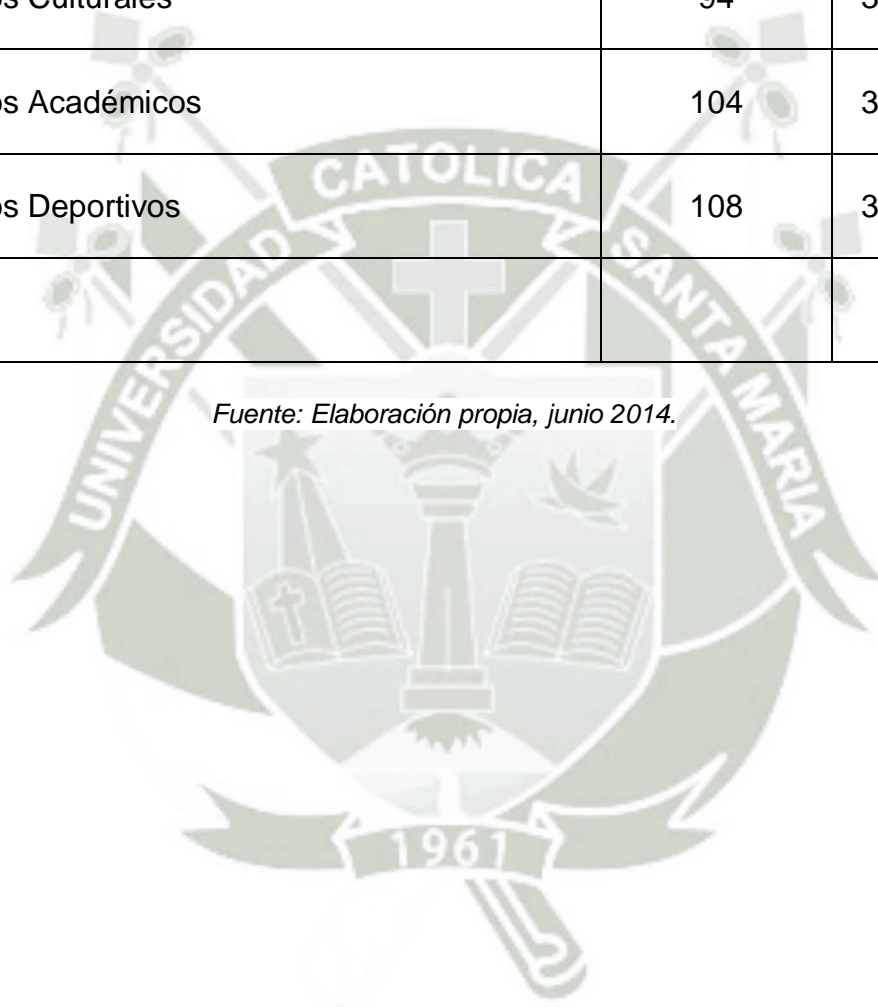 os Culturales 94 3
os Académicos 104 3
os Deportivos 108 3
Fuente: Elaboración propia, junio 2014.
UNIVERSIDAD CATOLICA SANTA MARIA
1961